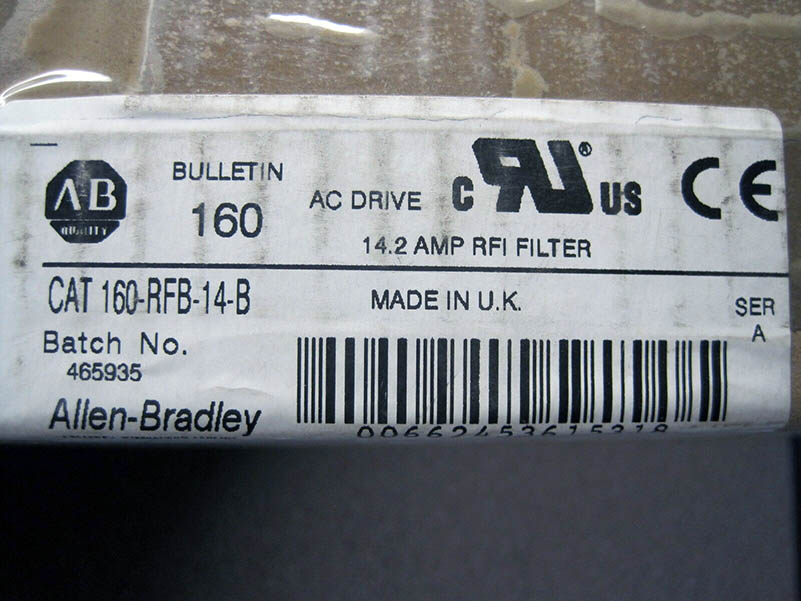 AB
QUALITY
BULLETIN
160
AC DRIVE
c RU ® US
CE
14.2 AMP RFI FILTER
CAT 160-RFB-14-B
MADE IN U.K.
SER
A
Batch No.
465935
Allen-Bradley